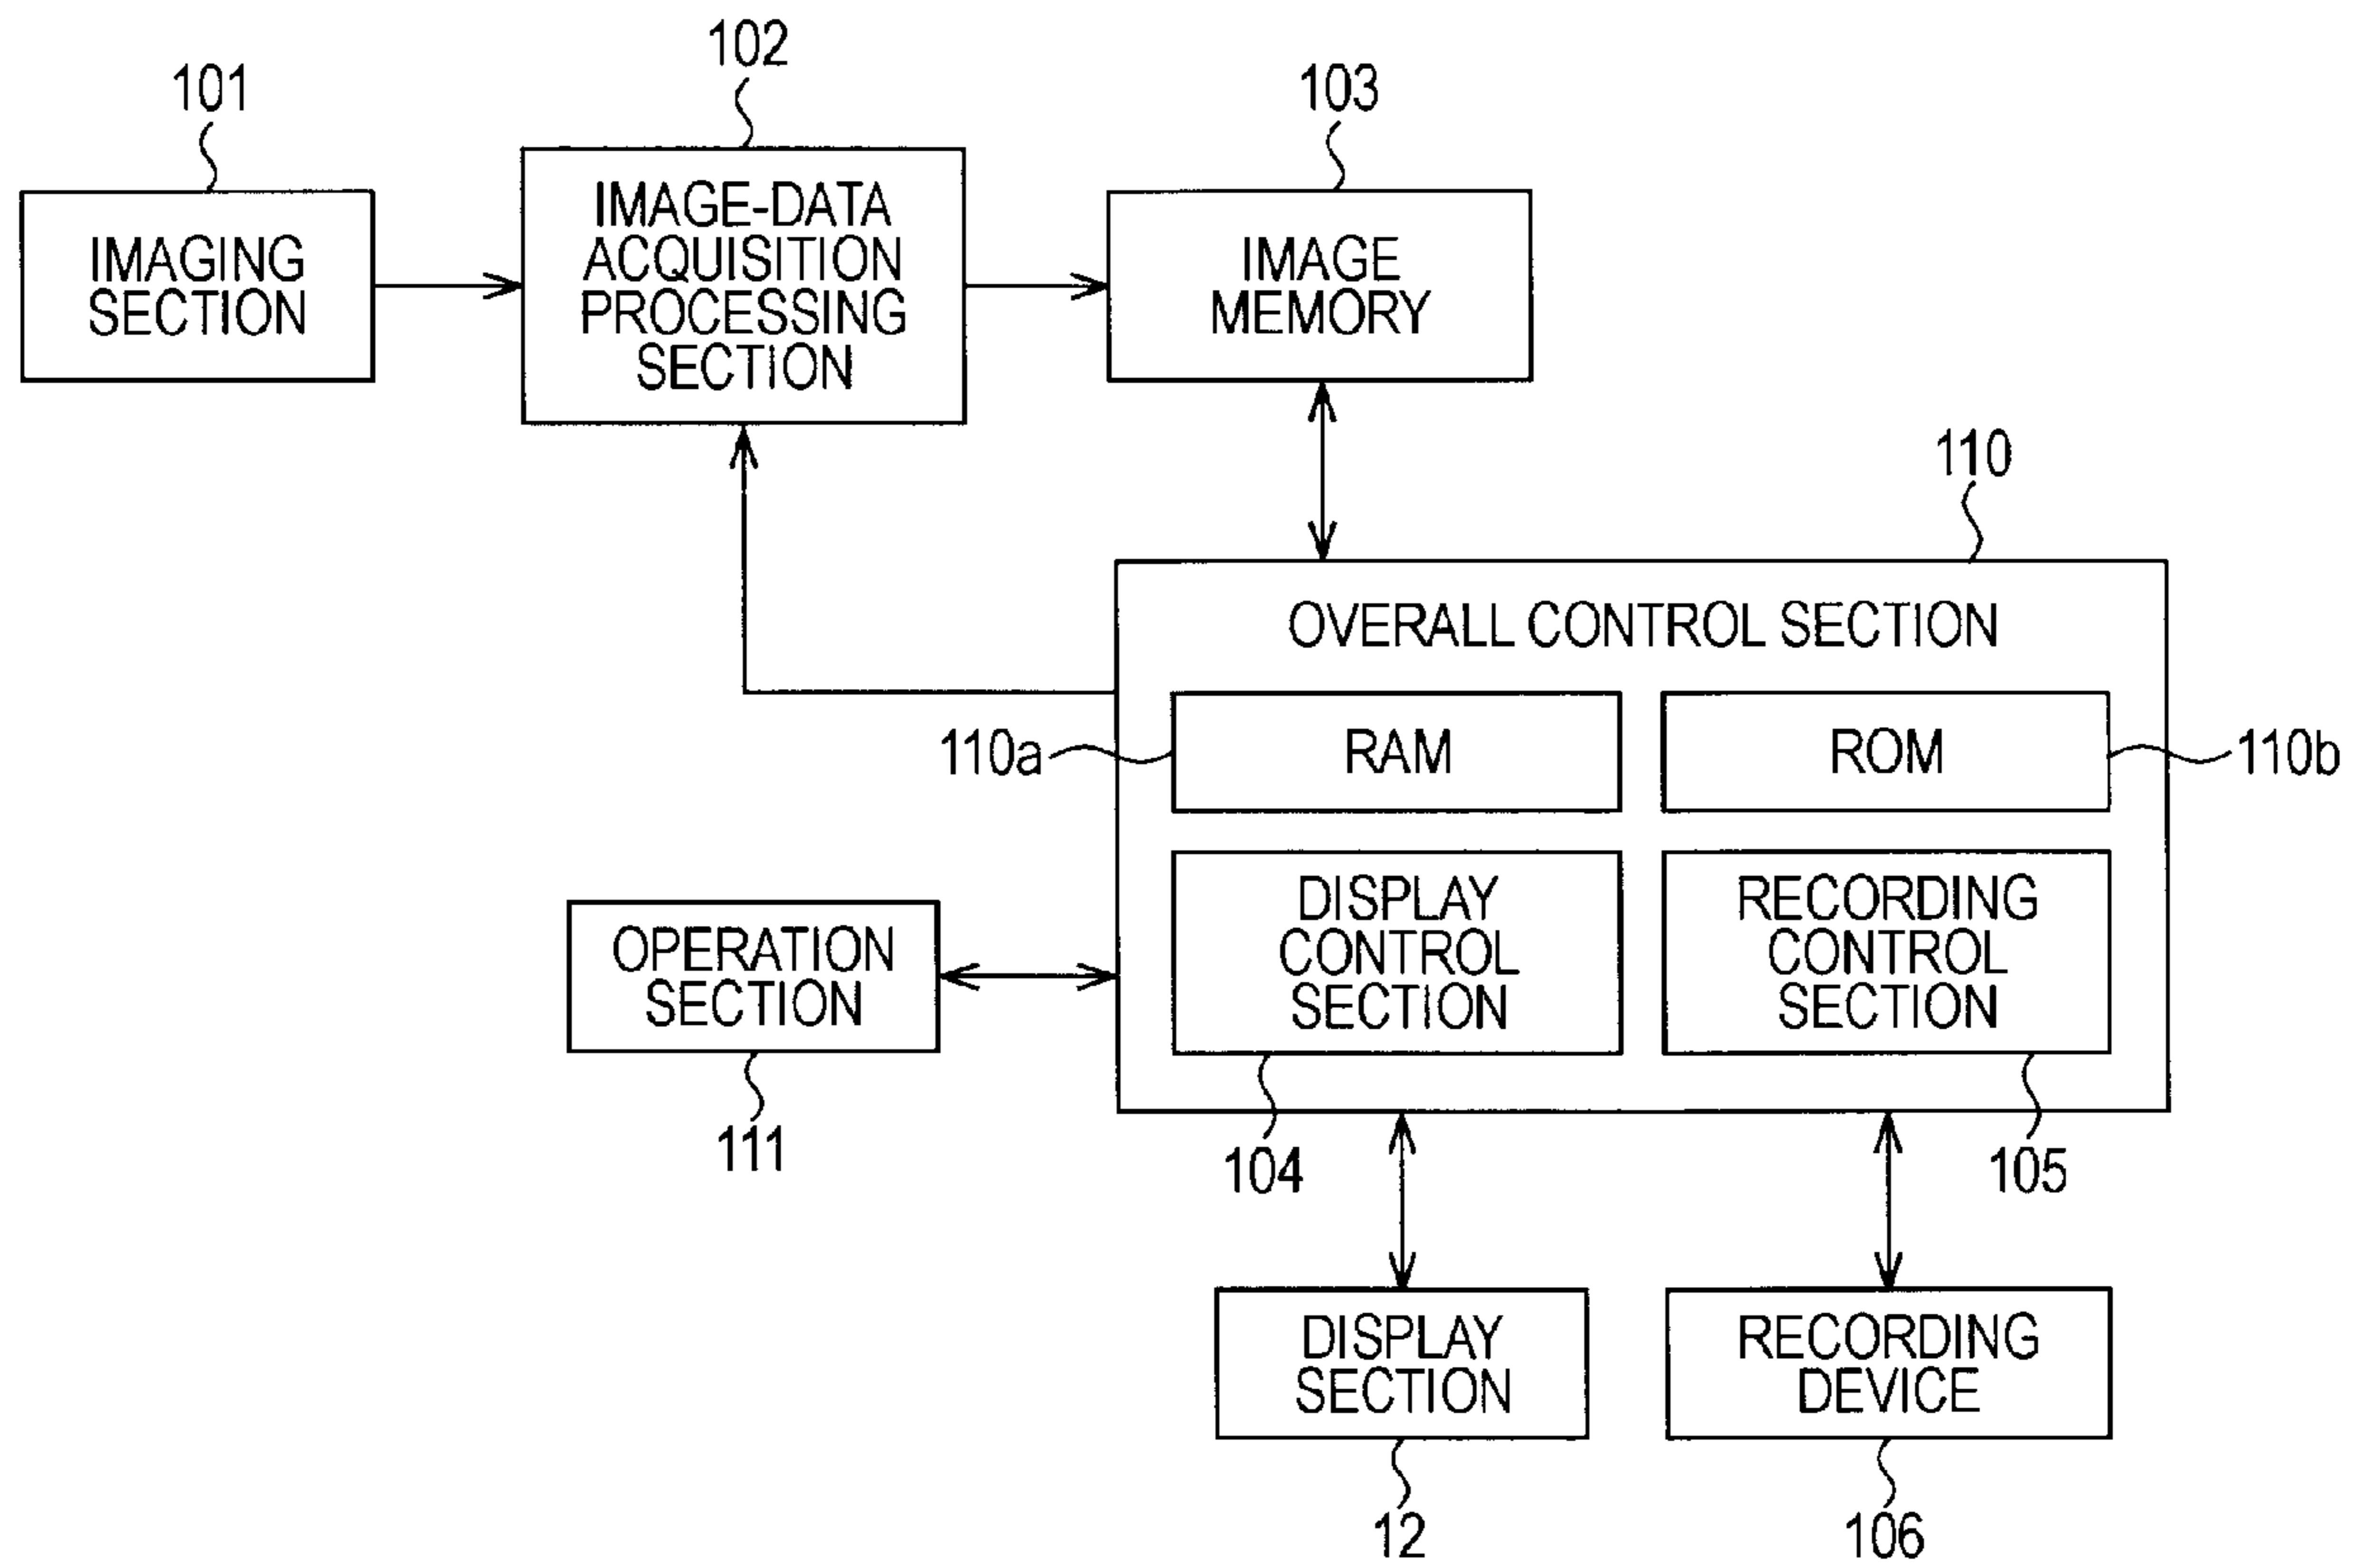 101
102
103
IMAGING
SECTION
IMAGE-DATA
ACQUISITION
PROCESSING
SECTION
IMAGE
MEMORY
110
OVERALL CONTROL SECTION
110a
RAM
ROM
110b
DISPLAY
CONTROL
SECTION
RECORDING
CONTROL
SECTION
OPERATION
SECTION
111
104
105
DISPLAY
SECTION
RECORDING
DEVICE
12
106